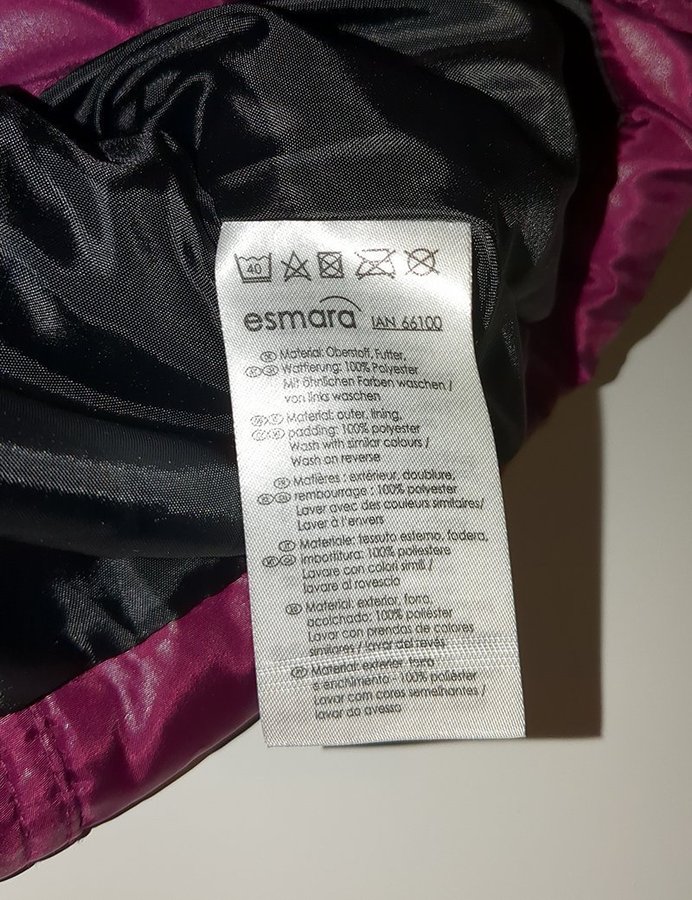 40
esmara IAN 66100
Material: Oberstoff, Futter,
Wattierung: 100% Polyester
Mit ähnlichen Farben waschen /
von links waschen
Material: outer, lining,
padding: 100% polyester
Wash with similar colours /
Wash on reverse
Matières : extérieur, doublure,
rembourrage : 100% polyester
Laver avec des couleurs similaires/
Laver à l'envers
Materiale: tessuto esterno, fodera,
imbottitura: 100% poliestere
Lavare con colori simili /
lavare al rovescio
Material: exterior, forro,
acolchado: 100% poliéster
Lavar con prendas de colores
similares / lavar del revés
Material: exterior, forro
e enchimento - 100% poliéster
Lavar com cores semelhantes /
lavar do avesso